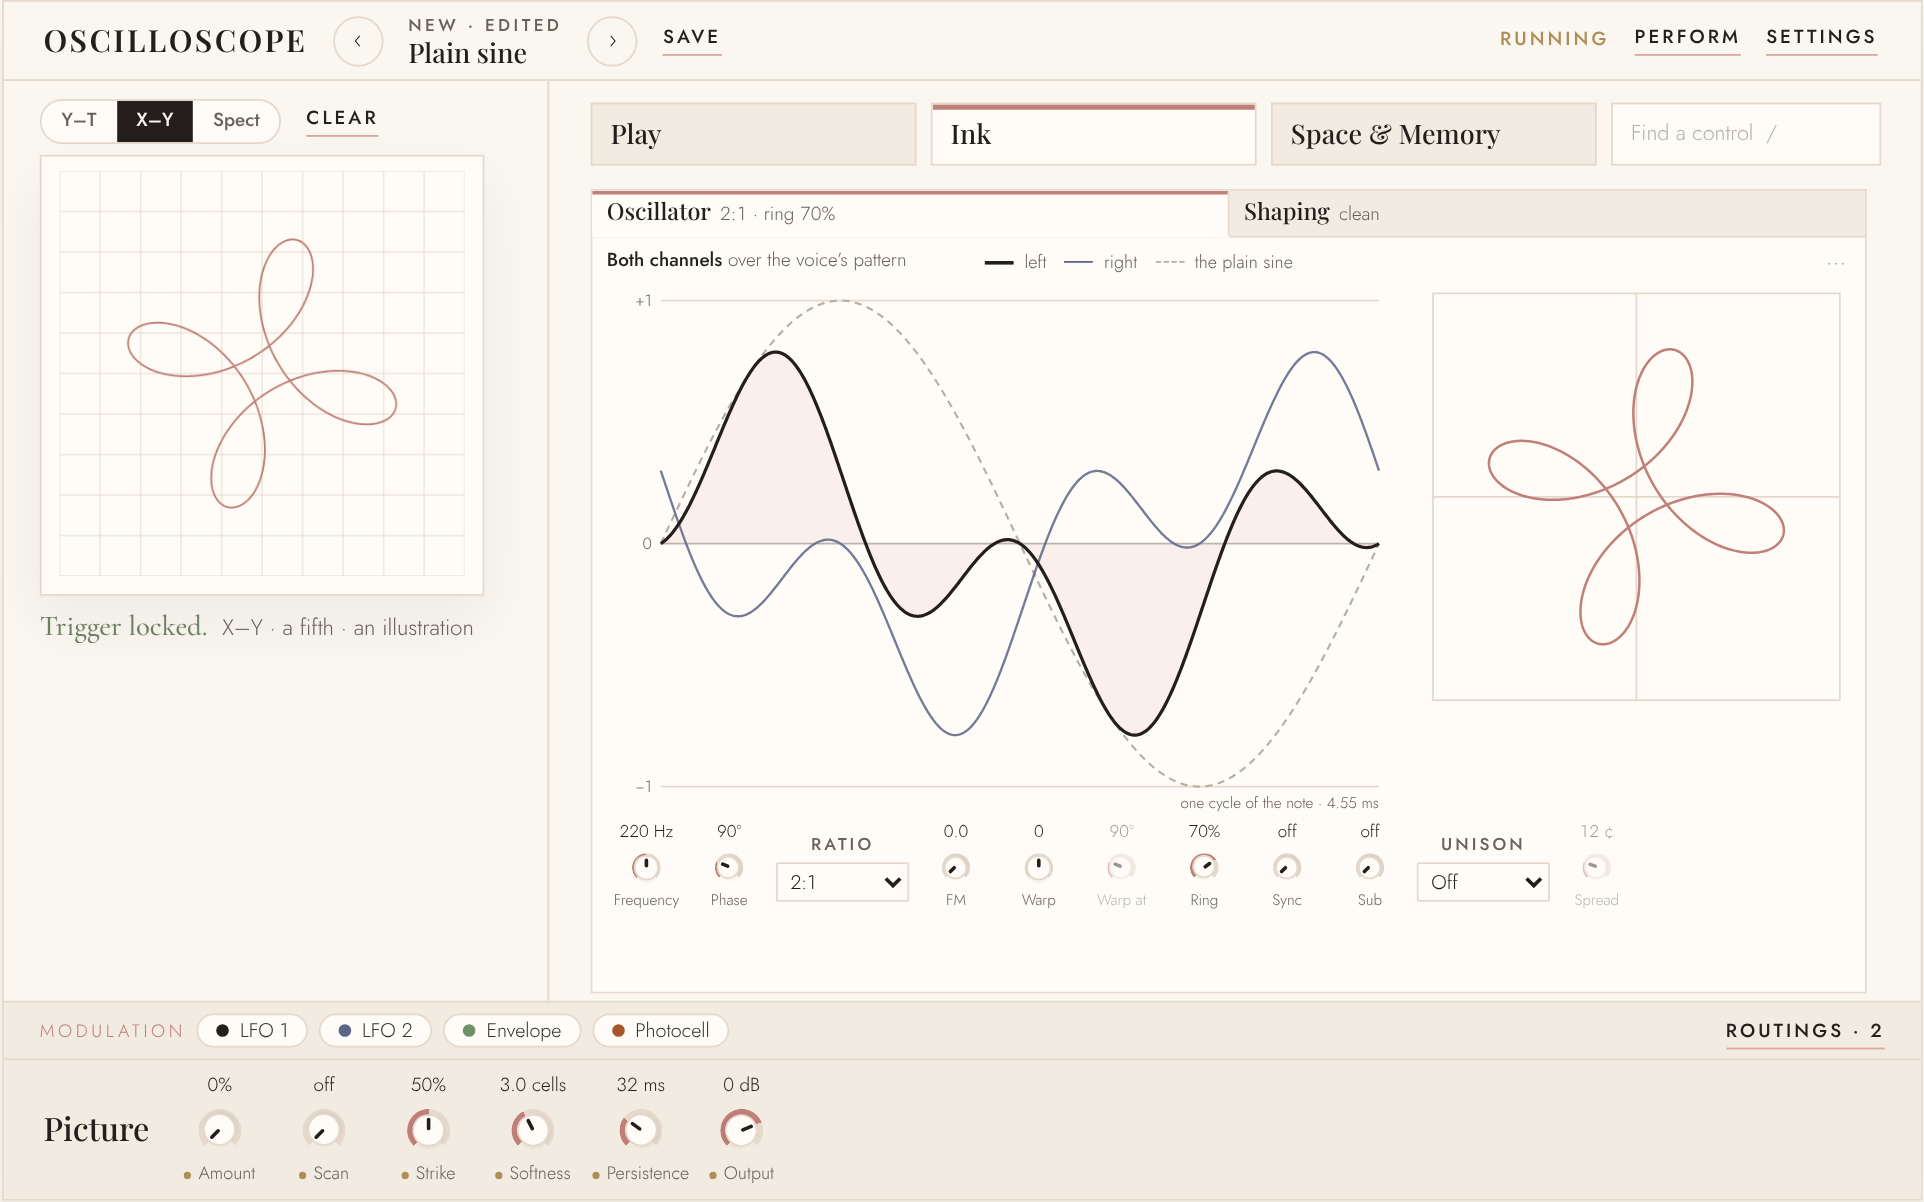 OSCILLOSCOPE
‹
NEW · EDITED
Plain sine
›
SAVE
RUNNING
PERFORM
SETTINGS
Y–T
X–Y
Spect
CLEAR
Trigger locked. X–Y · a fifth · an illustration
Play
Ink
Space & Memory
Find a control /
Oscillator 2:1 · ring 70%
Shaping clean
Both channels over the voice’s pattern
left
right
the plain sine
...
+1
0
−1
one cycle of the note · 4.55 ms
220 Hz
Frequency
90°
Phase
RATIO
2:1
0.0
FM
0
Warp
90°
Warp at
70%
Ring
off
Sync
off
Sub
UNISON
Off
12 ¢
Spread
MODULATION
LFO 1
LFO 2
Envelope
Photocell
ROUTINGS · 2
Picture
0%
Amount
off
Scan
50%
Strike
3.0 cells
Softness
32 ms
Persistence
0 dB
Output